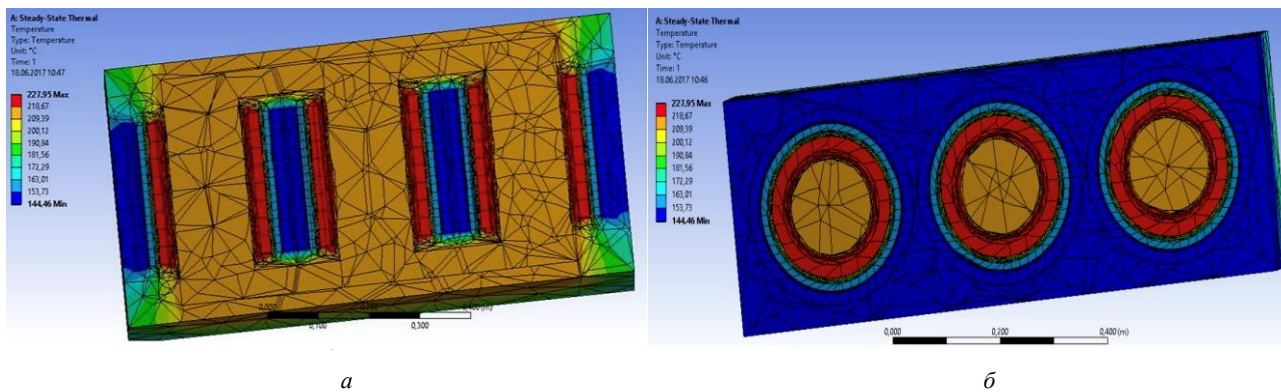 A: Steady-State Thermal
Temperature
Type: Temperature
Unit: °C
Time: 1
18.06.2017 10:47
227,95 Max
218,67
209,39
200,12
190,84
181,56
172,29
163,01
153,73
144,46 Min
0,000
0,100
0,300
A: Steady-State Thermal
Temperature
Type: Temperature
Unit: °C
Time: 1
18.06.2017 10:46
227,95 Max
218,67
209,39
200,12
190,84
181,56
172,29
163,01
153,73
144,46 Min
0,000
0,200
0,400 (m)
а
б